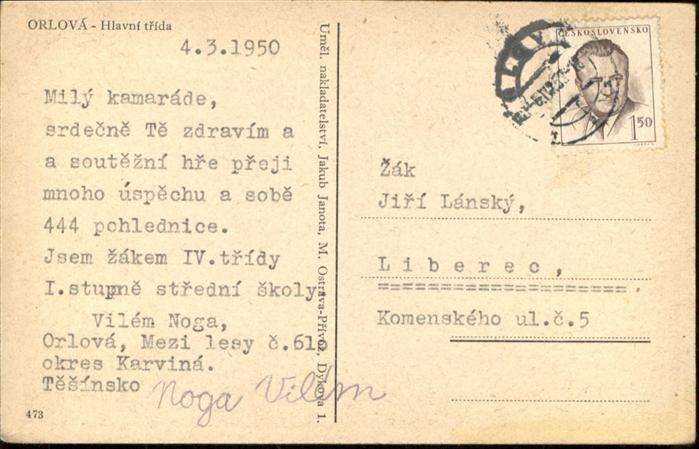 ORLOVÁ - Hlavní třída
4.3.1950
Milý kamaráde,
srdečně Tě zdravím a
a soutěžní hře přeji
mnoho úspěchu a sobě
444 pohlednice.
Jsem žákem IV.třídy
I.stupně střední školy.
Vilém Noga,
Orlová, Mezi lesy č.610
okres Karviná.
Těšínsko
Noga Vilém
473
Uměl. nakladatelství, Jakub Janota, M. Ostrava-Přívoz, Dykova 1.
ČESKOSLOVENSKO
1 50
Žák
Jiří Lánský,
Liberec,
Komenského ul.č.5